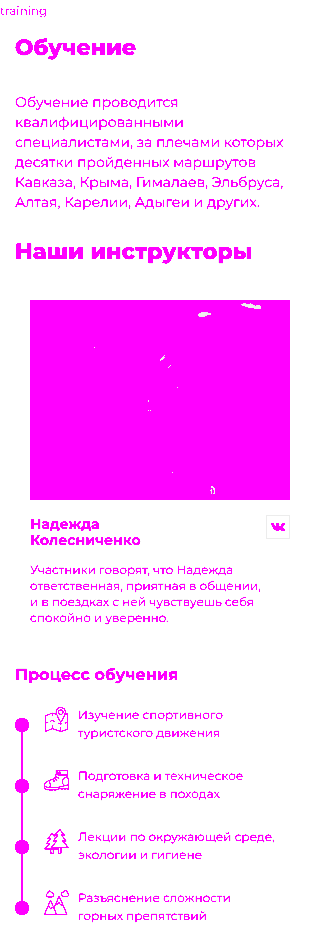 training
Обучение
Обучение проводится
квалифицированными
специалистами, за плечами которых
десятки пройденных маршрутов
Кавказа, Крыма, Гималаев, Эльбруса,
Алтая, Карелии, Адыгеи и других.
Наши инструкторы
Надежда
Колесниченко
Участники говорят, что Надежда
ответственная, приятная в общении,
и в поездках с ней чувствуешь себя
спокойно и уверенно.
Процесс обучения
Изучение спортивного
туристского движения
Подготовка и техническое
снаряжение в походах
Лекции по окружающей среде,
экологии и гигиене
Разъяснение сложности
горных препятствий